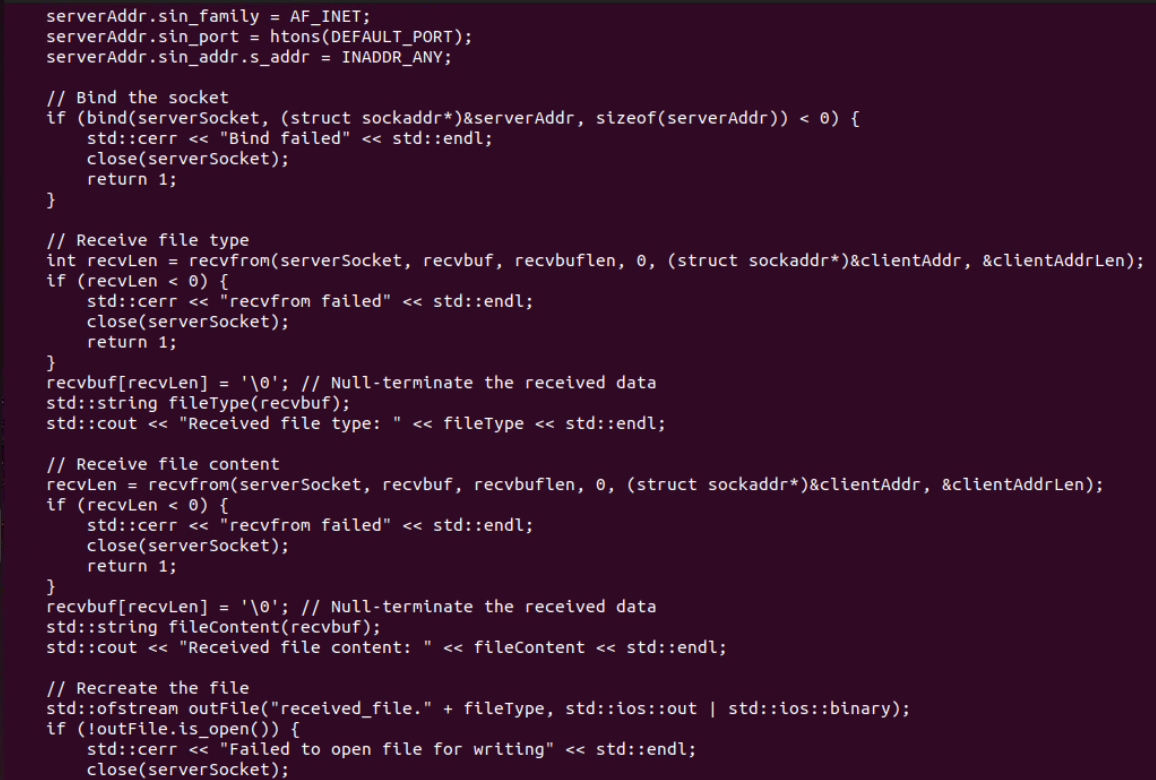 serverAddr.sin_family = AF_INET;
serverAddr.sin_port = htons(DEFAULT_PORT);
serverAddr.sin_addr.s_addr = INADDR_ANY;

// Bind the socket
if (bind(serverSocket, (struct sockaddr*)&serverAddr, sizeof(serverAddr)) < 0) {
    std::cerr << "Bind failed" << std::endl;
    close(serverSocket);
    return 1;
}

// Receive file type
int recvLen = recvfrom(serverSocket, recvbuf, recvbuflen, 0, (struct sockaddr*)&clientAddr, &clientAddrLen);
if (recvLen < 0) {
    std::cerr << "recvfrom failed" << std::endl;
    close(serverSocket);
    return 1;
}
recvbuf[recvLen] = '\0'; // Null-terminate the received data
std::string fileType(recvbuf);
std::cout << "Received file type: " << fileType << std::endl;

// Receive file content
recvLen = recvfrom(serverSocket, recvbuf, recvbuflen, 0, (struct sockaddr*)&clientAddr, &clientAddrLen);
if (recvLen < 0) {
    std::cerr << "recvfrom failed" << std::endl;
    close(serverSocket);
    return 1;
}
recvbuf[recvLen] = '\0'; // Null-terminate the received data
std::string fileContent(recvbuf);
std::cout << "Received file content: " << fileContent << std::endl;

// Recreate the file
std::ofstream outFile("received_file." + fileType, std::ios::out | std::ios::binary);
if (!outFile.is_open()) {
    std::cerr << "Failed to open file for writing" << std::endl;
    close(serverSocket);